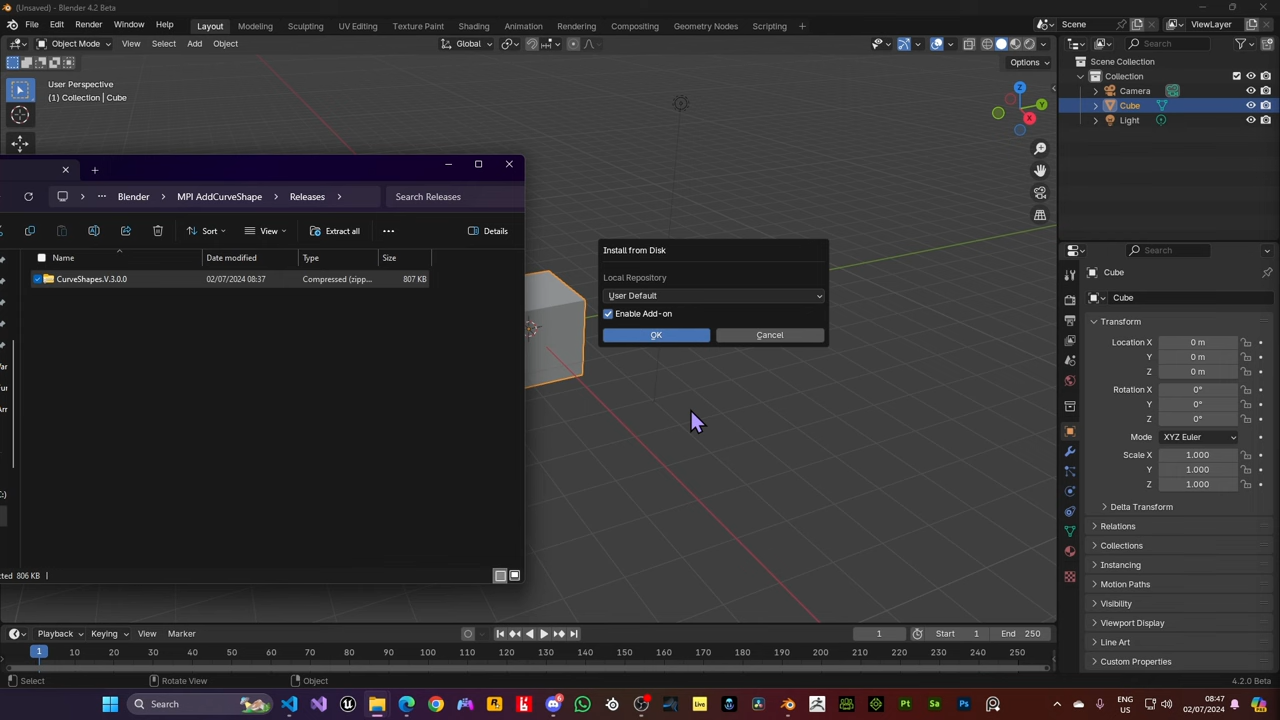 (Unsaved) - Blender 4.2 Beta
File Edit Render Window Help
Layout Modeling Sculpting UV Editing Texture Paint Shading Animation Rendering Compositing Geometry Nodes Scripting
Scene
ViewLayer
Object Mode View Select Add Object
Global
Search
Options
User Perspective
(1) Collection | Cube
Scene Collection
Collection
Camera
Cube
Light
X
Y
Z
Blender MPI AddCurveShape Releases
Search Releases
Sort View Extract all Details
Name Date modified Type Size
CurveShapes.V.3.0.0 02/07/2024 08:37 Compressed (zipp... 807 KB
806 KB
Install from Disk
Local Repository
User Default
Enable Add-on
OK Cancel
Search
Cube
Cube
Transform
Location X 0 m
Y 0 m
Z 0 m
Rotation X 0°
Y 0°
Z 0°
Mode XYZ Euler
Scale X 1.000
Y 1.000
Z 1.000
Delta Transform
Relations
Collections
Instancing
Motion Paths
Visibility
Viewport Display
Line Art
Custom Properties
Playback Keying View Marker
1 Start 1 End 250
1 10 20 30 40 50 60 70 80 90 100 110 120 130 140 150 160 170 180 190 200 210 220 230 240 250
Select Rotate View Object
4.2.0 Beta
Search
Live
Pt
Sa
Ps
ENG
US
08:47
02/07/2024